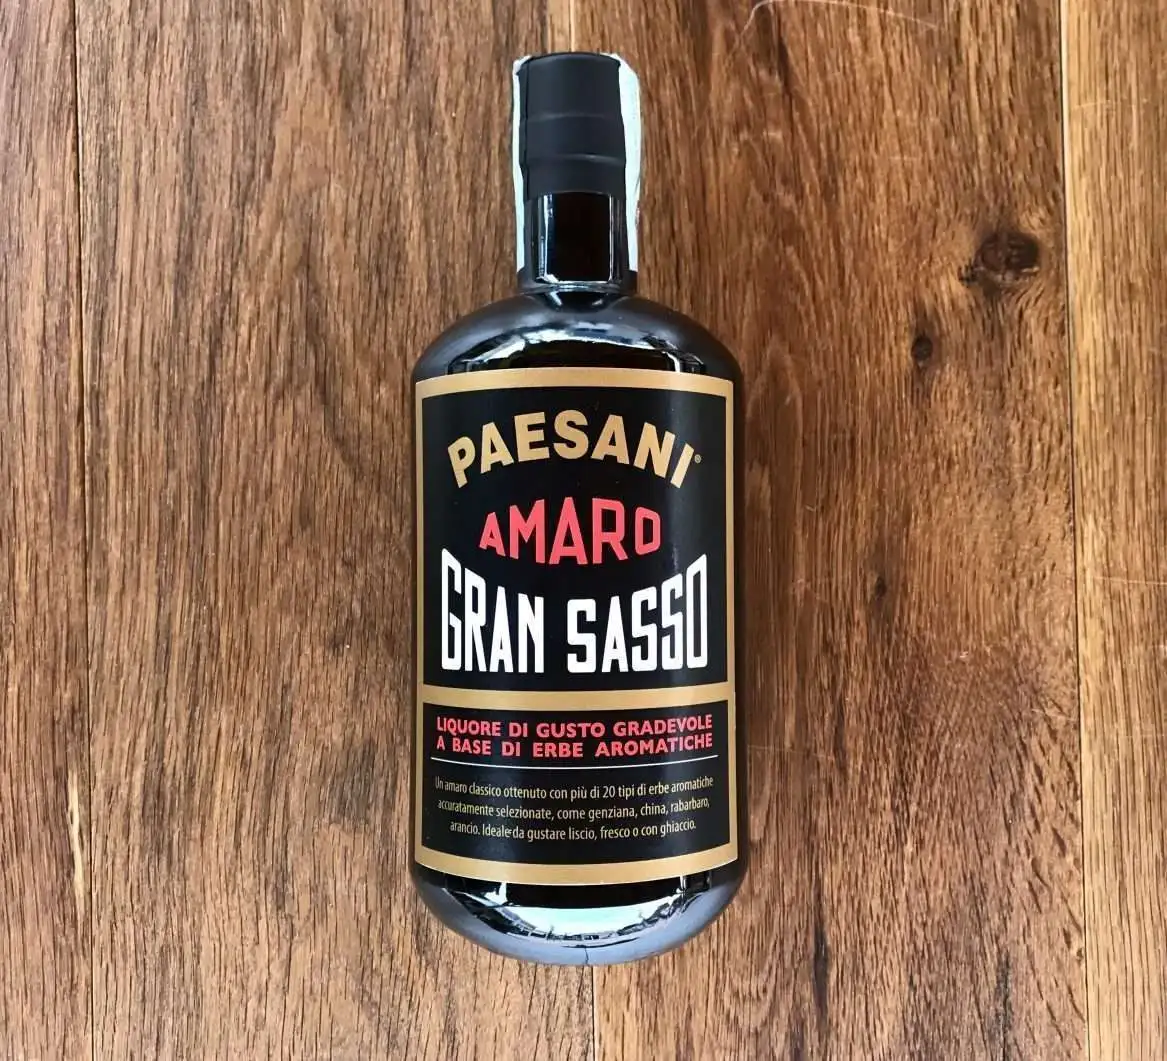 PAESANI®
AMARO
GRAN SASSO
LIQUORE DI GUSTO GRADEVOLE
A BASE DI ERBE AROMATICHE
Un amaro classico ottenuto con più di 20 tipi di erbe aromatiche
accuratamente selezionate, come genziana, china, rabarbaro,
arancio. Ideale da gustare liscio, fresco o con ghiaccio.